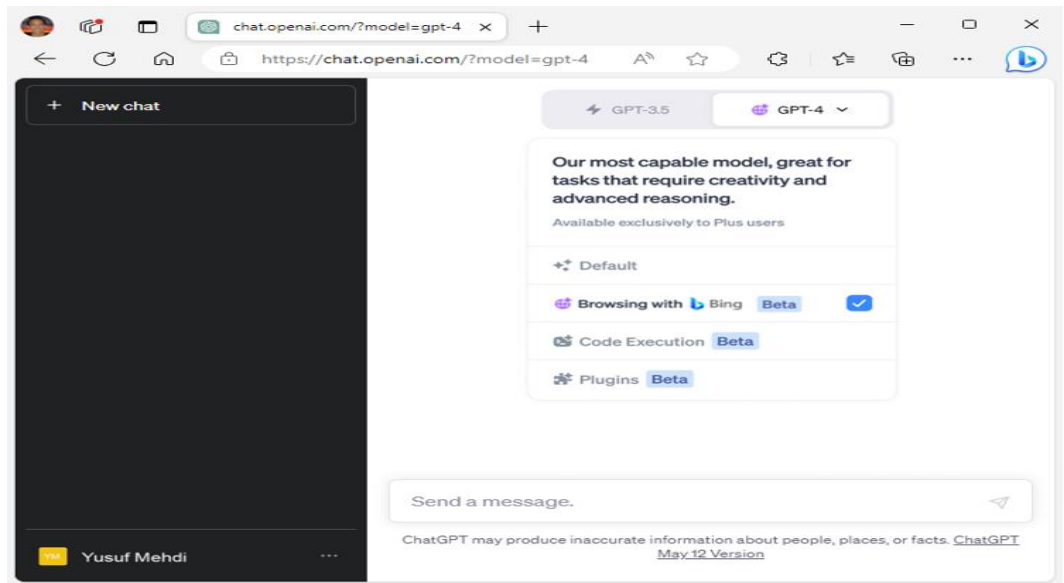 chat.openai.com/?model=gpt-4
https://chat.openai.com/?model=gpt-4
+ New chat
GPT-3.5
GPT-4
Our most capable model, great for
tasks that require creativity and
advanced reasoning.
Available exclusively to Plus users
Default
Browsing with Bing Beta
Code Execution Beta
Plugins Beta
Send a message.
ChatGPT may produce inaccurate information about people, places, or facts. ChatGPT
May 12 Version
YM Yusuf Mehdi